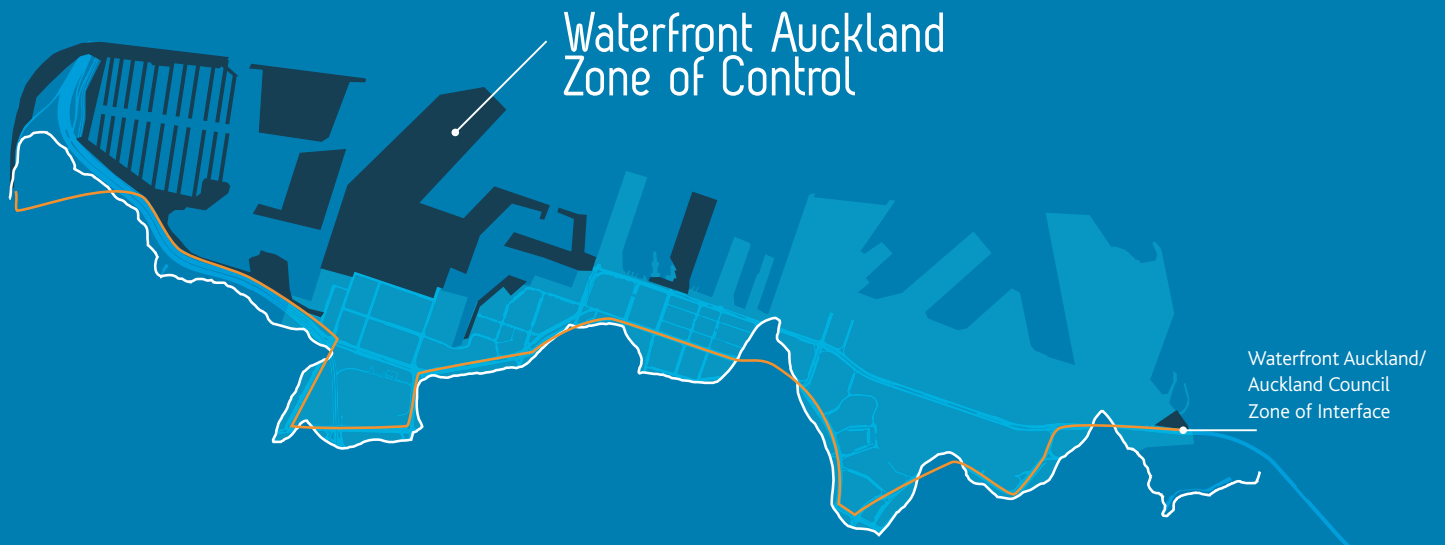 Waterfront Auckland
Zone of Control
Waterfront Auckland/
Auckland Council
Zone of Interface